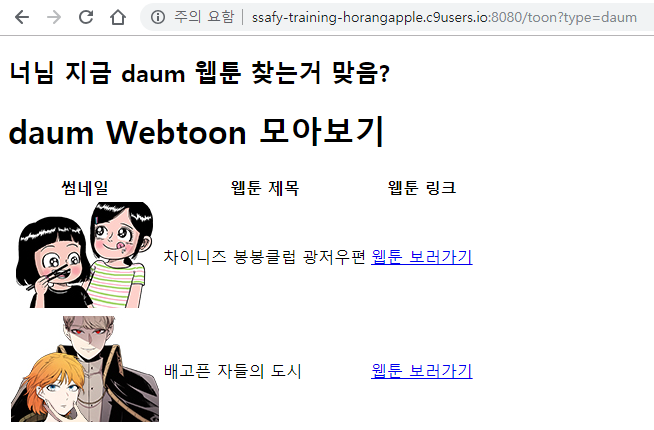 주의 요함 ssafy-training-horangapple.c9users.io:8080/toon?type=daum
너님 지금 daum 웹툰 찾는거 맞음?
daum Webtoon 모아보기
썸네일 웹툰 제목 웹툰 링크
차이니즈 봉봉클럽 광저우편 웹툰 보러가기
배고픈 자들의 도시 웹툰 보러가기